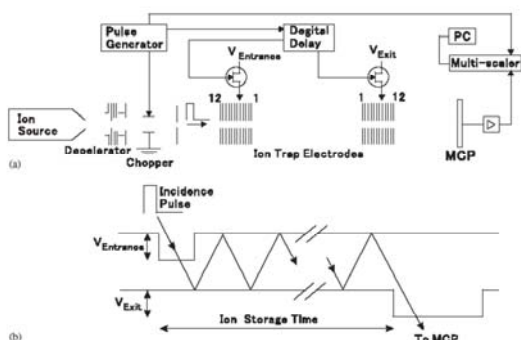 Pulse
Generator
Degital
Delay
V Entrance
V Exit
PC
Multi-scaler
12 1
1 12
Ion
Source
Decelerator
Chopper
Ion Trap Electrodes
MCP
(a)
Incidence
Pulse
V Entrance
V Exit
Ion Storage Time
To MCP
(b)